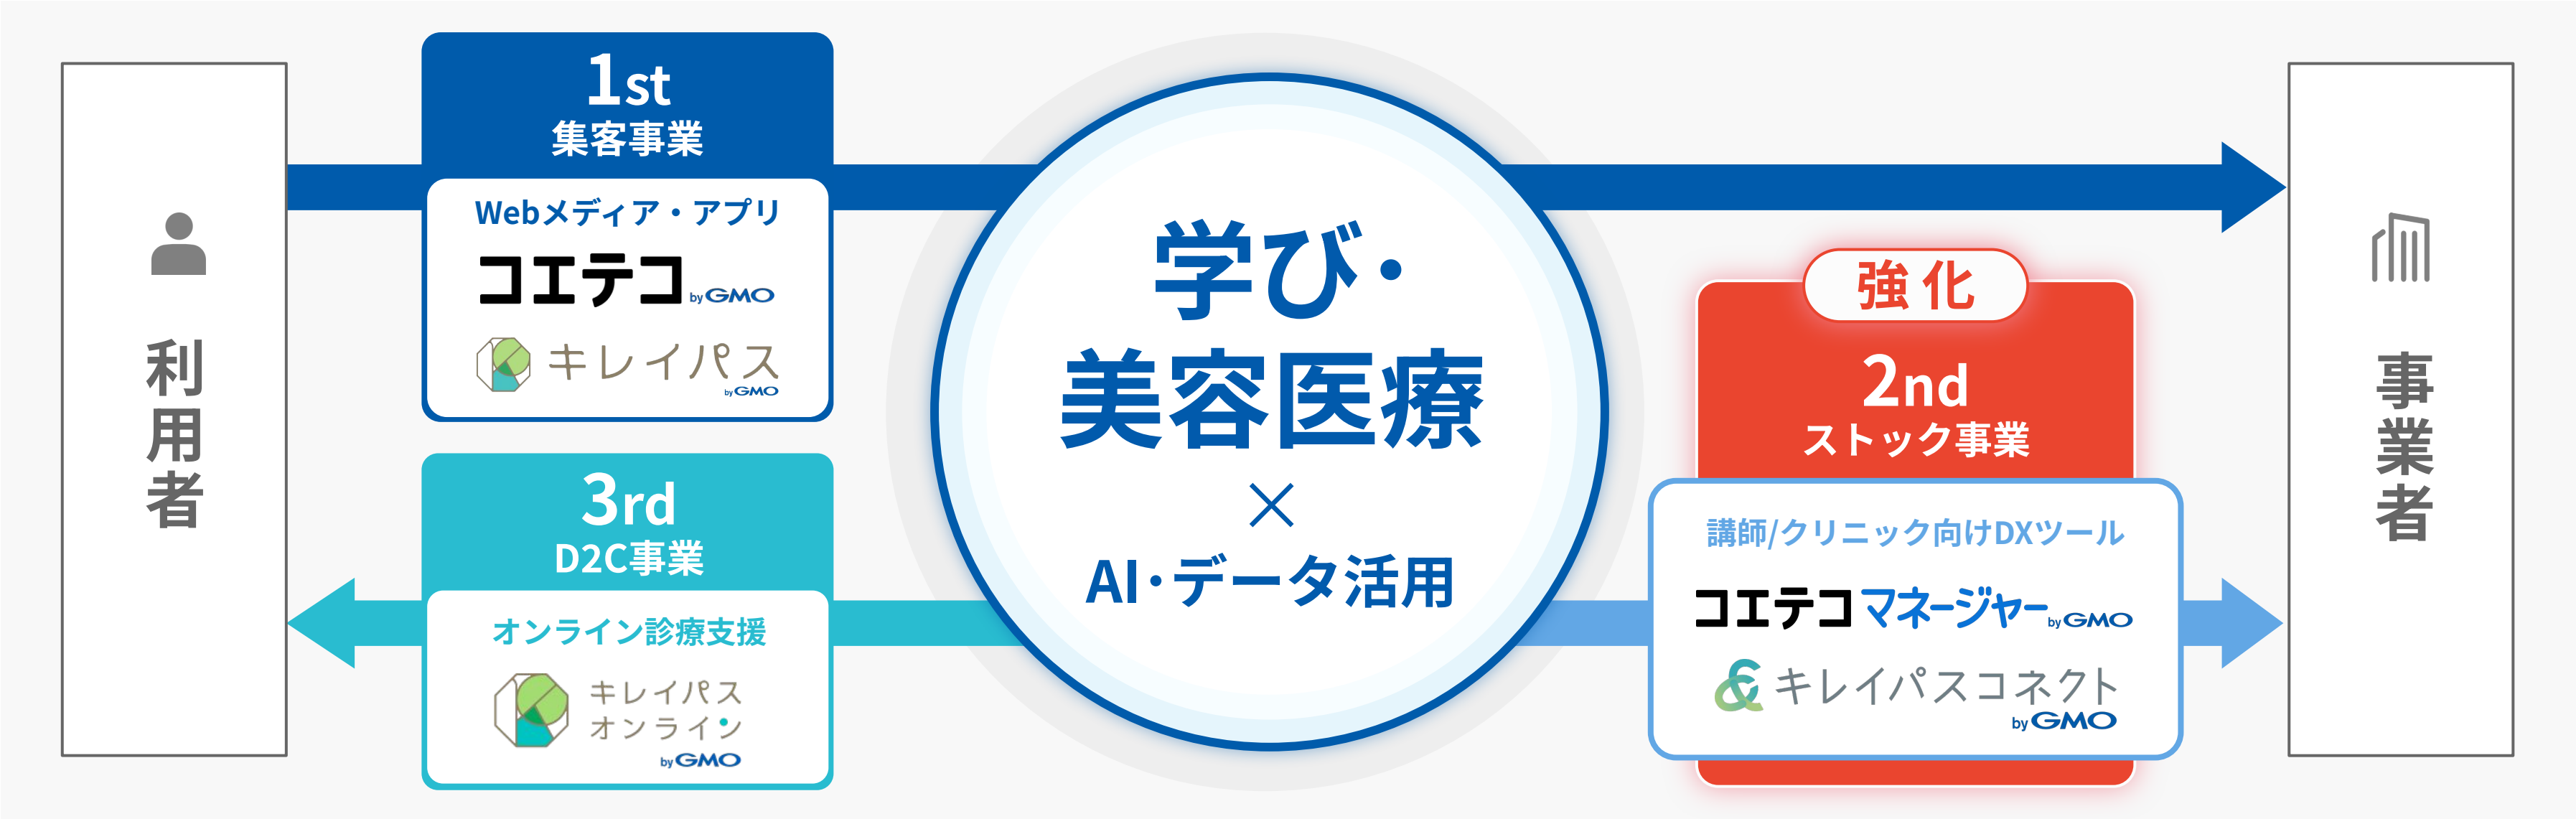 利用者
1st
集客事業
Webメディア・アプリ
コエテコ by GMO
キレイパス
by GMO
3rd
D2C事業
オンライン診療支援
キレイパス
オンライン
by GMO
学び・
美容医療
×
AI・データ活用
強化
2nd
ストック事業
講師/クリニック向けDXツール
コエテコマネージャー by GMO
キレイパスコネクト
by GMO
事業者